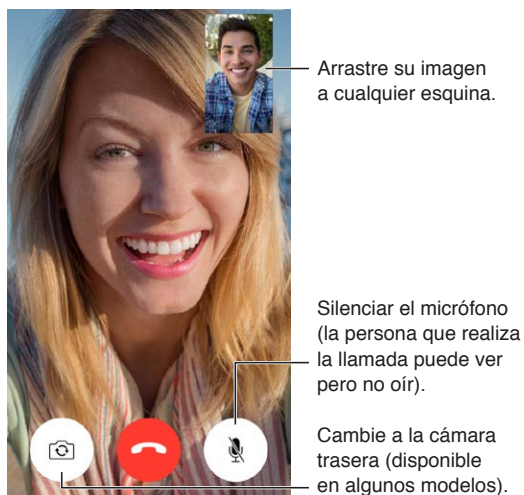 Arrastre su imagen
a cualquier esquina.
Silenciar el micrófono
(la persona que realiza
la llamada puede ver
pero no oír).
Cambie a la cámara
trasera (disponible
en algunos modelos).